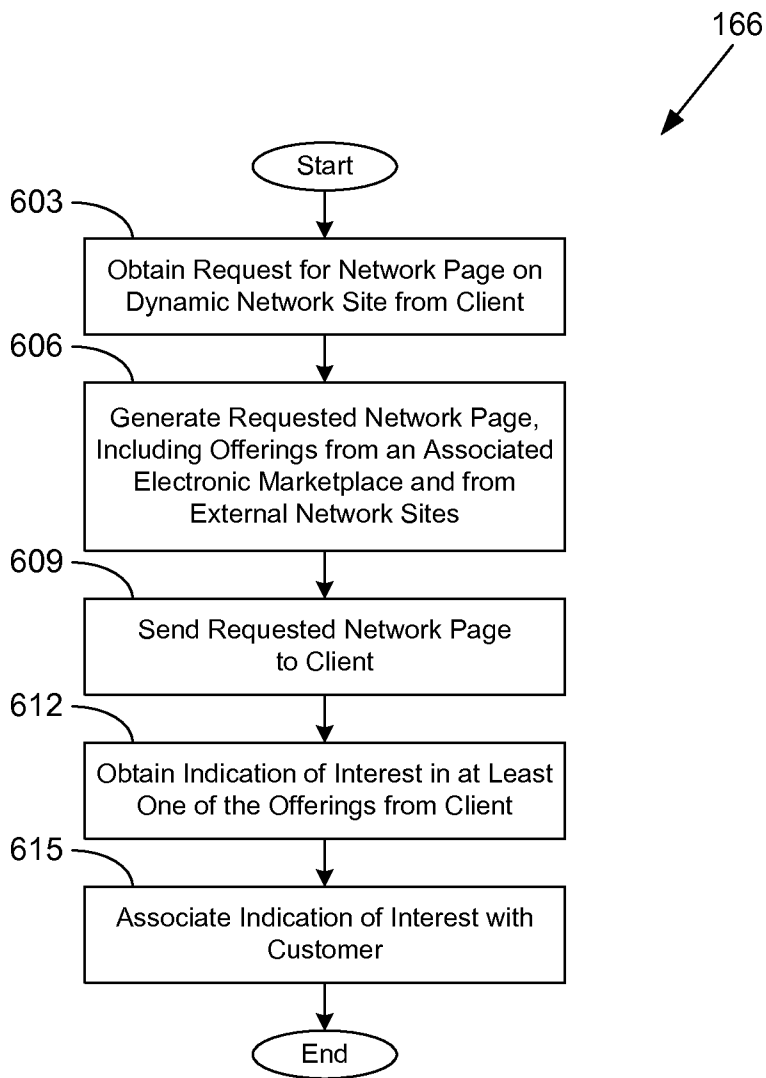 166
Start
603
Obtain Request for Network Page on
Dynamic Network Site from Client
606
Generate Requested Network Page,
Including Offerings from an Associated
Electronic Marketplace and from
External Network Sites
609
Send Requested Network Page
to Client
612
Obtain Indication of Interest in at Least
One of the Offerings from Client
615
Associate Indication of Interest with
Customer
End